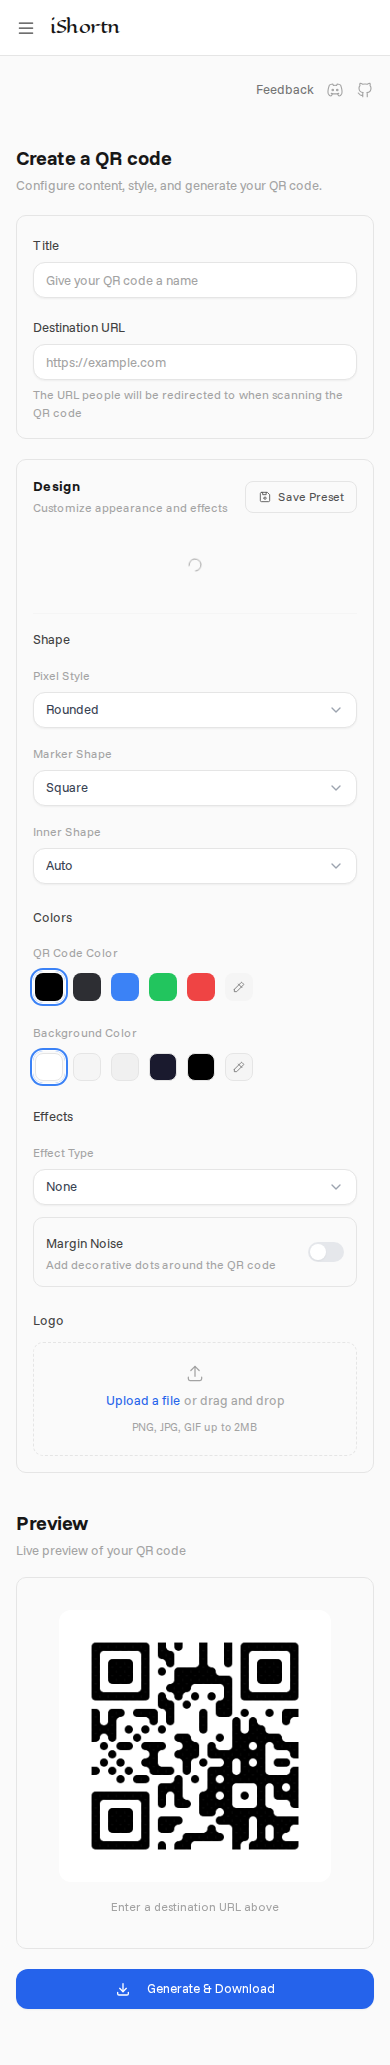 iShortn
Feedback
Create a QR code
Configure content, style, and generate your QR code.
Title
Give your QR code a name
Destination URL
https://example.com
The URL people will be redirected to when scanning the
QR code
Design
Customize appearance and effects
Save Preset
Shape
Pixel Style
Rounded
Marker Shape
Square
Inner Shape
Auto
Colors
QR Code Color
Background Color
Effects
Effect Type
None
Margin Noise
Add decorative dots around the QR code
Logo
Upload a file or drag and drop
PNG, JPG, GIF up to 2MB
Preview
Live preview of your QR code
Enter a destination URL above
Generate & Download